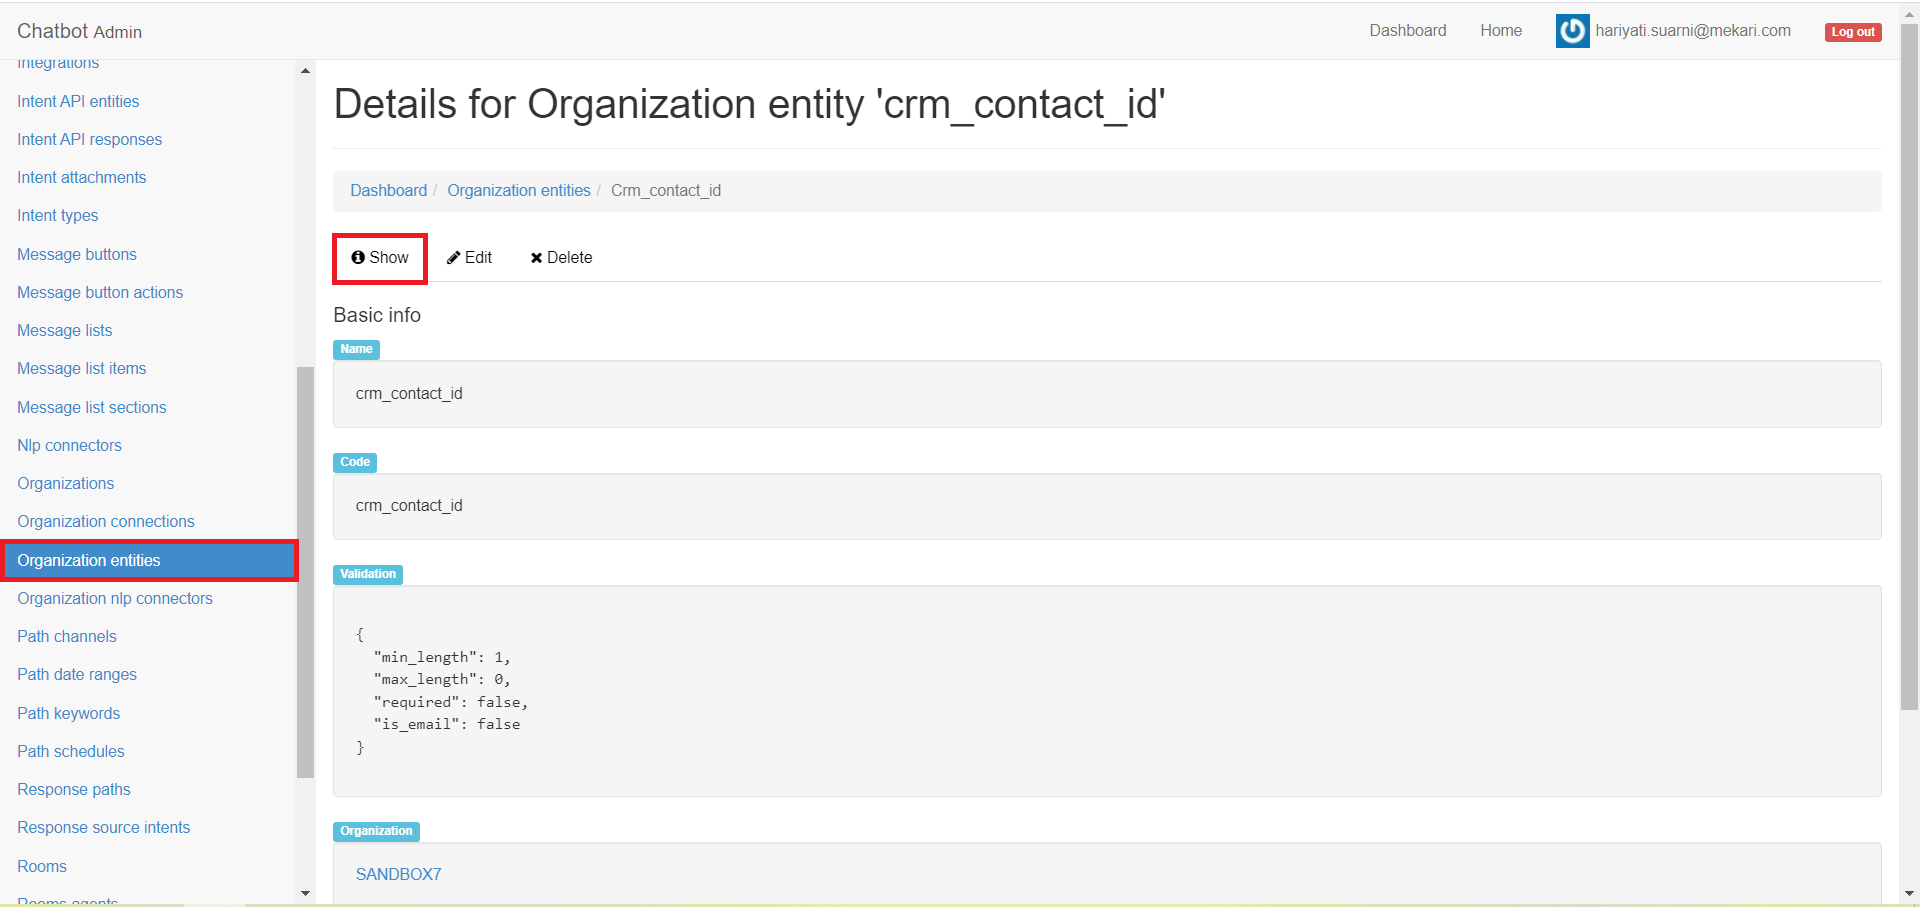 Chatbot Admin
Dashboard
Home
hariyati.suarni@mekari.com
Log out
Integrations
Intent API entities
Intent API responses
Intent attachments
Intent types
Message buttons
Message button actions
Message lists
Message list items
Message list sections
Nlp connectors
Organizations
Organization connections
Organization entities
Organization nlp connectors
Path channels
Path date ranges
Path keywords
Path schedules
Response paths
Response source intents
Rooms
Rooms agents
Details for Organization entity 'crm_contact_id'
Dashboard / Organization entities / Crm_contact_id
Show
Edit
Delete
Basic info
Name
crm_contact_id
Code
crm_contact_id
Validation
{
"min_length": 1,
"max_length": 0,
"required": false,
"is_email": false
}
Organization
SANDBOX7